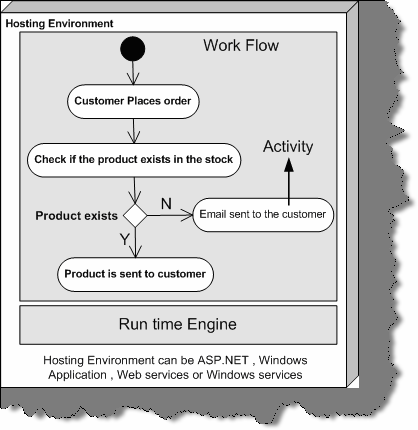 Hosting Environment
Work Flow
Customer Places order
Check if the product exists in the stock
Activity
Product exists
N
Email sent to the customer
Y
Product is sent to customer
Run time Engine
Hosting Environment can be ASP.NET , Windows
Application , Web services or Windows services